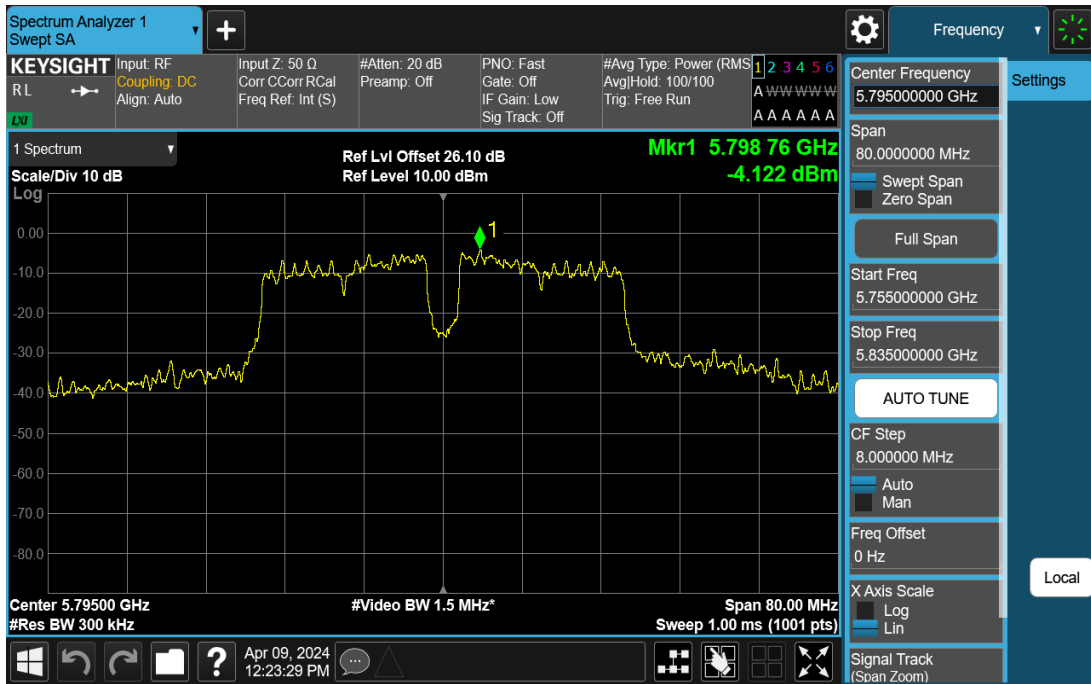 Spectrum Analyzer 1
Swept SA
+
Frequency
KEYSIGHT
RL
LXI
Input: RF
Coupling: DC
Align: Auto
Input Z: 50 Ω
Corr CCorr RCal
Freq Ref: Int (S)
#Atten: 20 dB
Preamp: Off
PNO: Fast
Gate: Off
IF Gain: Low
Sig Track: Off
#Avg Type: Power (RMS
Avg|Hold: 100/100
Trig: Free Run
1 2 3 4 5 6
A W W W W W
A A A A A A
1 Spectrum
Scale/Div 10 dB
Log
Ref Lvl Offset 26.10 dB
Ref Level 10.00 dBm
Mkr1 5.798 76 GHz
-4.122 dBm
1
0.00
-10.0
-20.0
-30.0
-40.0
-50.0
-60.0
-70.0
-80.0
Center 5.79500 GHz
#Res BW 300 kHz
#Video BW 1.5 MHz*
Span 80.00 MHz
Sweep 1.00 ms (1001 pts)
Center Frequency
5.795000000 GHz
Span
80.0000000 MHz
Swept Span
Zero Span
Full Span
Start Freq
5.755000000 GHz
Stop Freq
5.835000000 GHz
AUTO TUNE
CF Step
8.000000 MHz
Auto
Man
Freq Offset
0 Hz
X Axis Scale
Log
Lin
Signal Track
(Span Zoom)
Settings
Local
?
Apr 09, 2024
12:23:29 PM